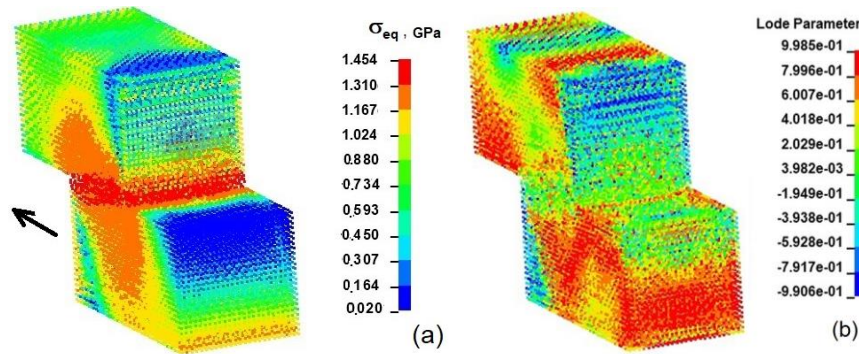 σeq , GPa
1.454
1.310
1.167
1.024
0.880
0.734
0.593
0.450
0.307
0.164
0.020
(a)
Lode Parameter
9.985e-01
7.996e-01
6.007e-01
4.018e-01
2.029e-01
3.982e-03
-1.949e-01
-3.938e-01
-5.928e-01
-7.917e-01
-9.906e-01
(b)